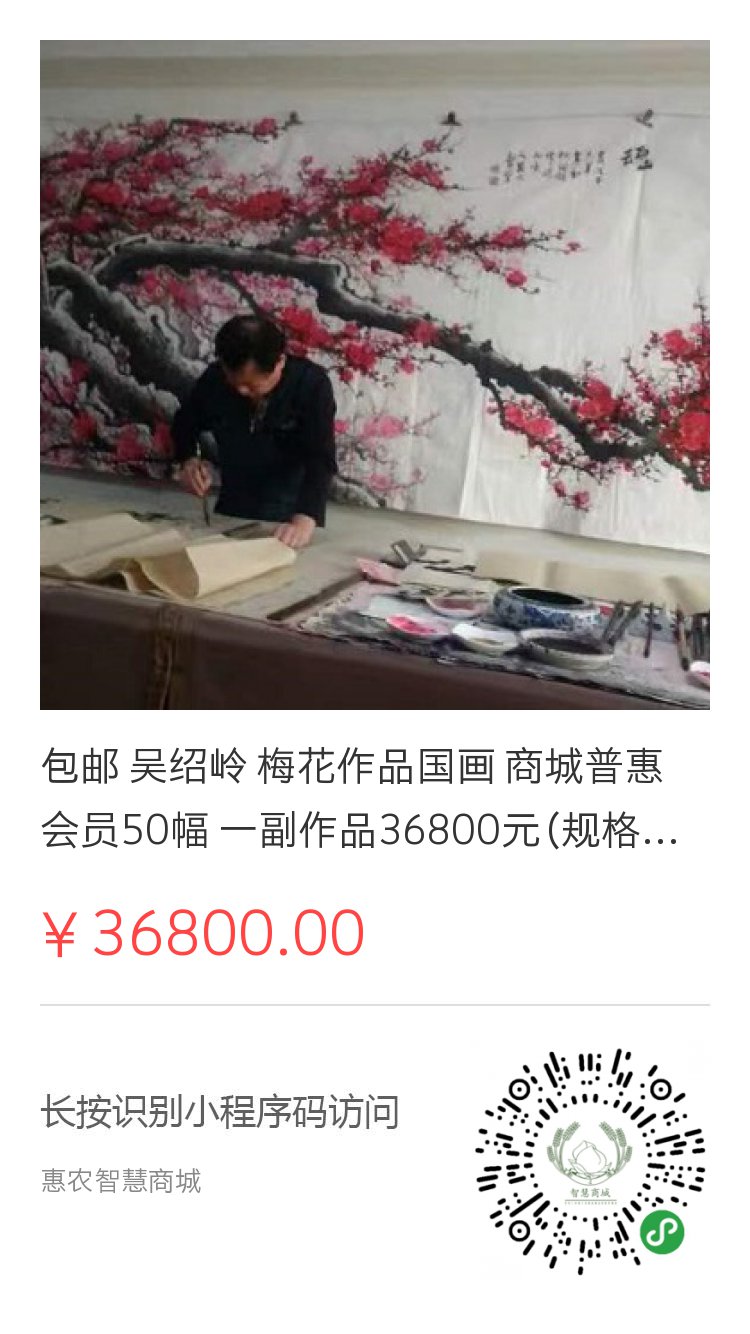 包邮 吴绍岭 梅花作品国画 商城普惠
会员50幅 一副作品36800元(规格...
¥36800.00
长按识别小程序码访问
惠农智慧商城
智慧商城